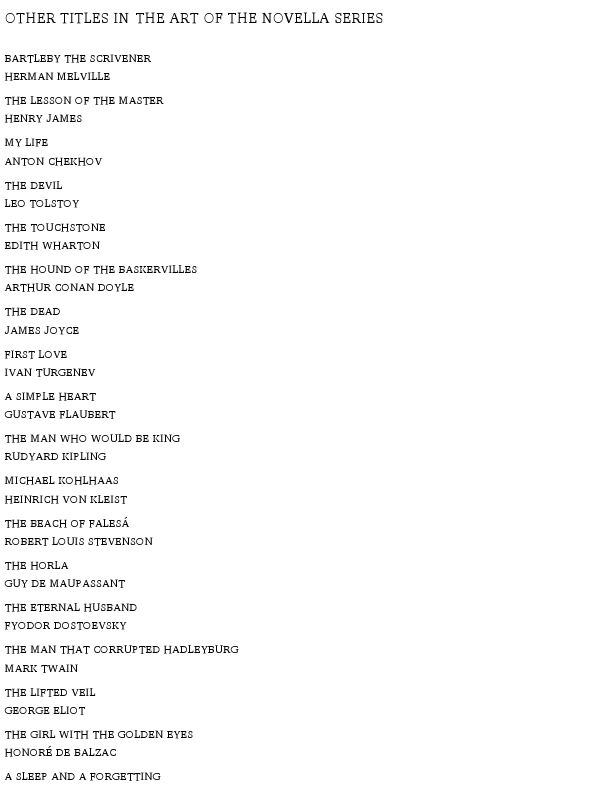 OTHER TITLES IN THE ART OF THE NOVELLA SERIES
BARTLEBY THE SCRIVENER
HERMAN MELVILLE
THE LESSON OF THE MASTER
HENRY JAMES
MY LIFE
ANTON CHEKHOV
THE DEVIL
LEO TOLSTOY
THE TOUCHSTONE
EDITH WHARTON
THE HOUND OF THE BASKERVILLES
ARTHUR CONAN DOYLE
THE DEAD
JAMES JOYCE
FIRST LOVE
IVAN TURGENEV
A SIMPLE HEART
GUSTAVE FLAUBERT
THE MAN WHO WOULD BE KING
RUDYARD KIPLING
MICHAEL KOHLHAAS
HEINRICH VON KLEIST
THE BEACH OF FALESÁ
ROBERT LOUIS STEVENSON
THE HORLA
GUY DE MAUPASSANT
THE ETERNAL HUSBAND
FYODOR DOSTOEVSKY
THE MAN THAT CORRUPTED HADLEYBURG
MARK TWAIN
THE LIFTED VEIL
GEORGE ELIOT
THE GIRL WITH THE GOLDEN EYES
HONORÉ DE BALZAC
A SLEEP AND A FORGETTING